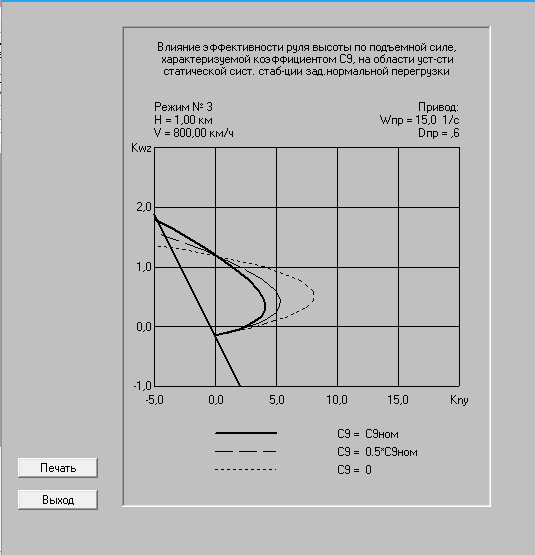 Влияние эффективности руля высоты по подъемной силе,
характеризуемой коэффициентом С9, на области уст-сти
статической сист. стаб-ции зад.нормальной перегрузки
Режим № 3
H = 1,00 км
V = 800,00 км/ч
Привод:
Wпр = 15,0 1/с
Dпр = ,6
Kwz
2,0
1,0
0,0
-1,0
-5,0 0,0 5,0 10,0 15,0 Kny
C9 = C9ном
C9 = 0.5*C9ном
C9 = 0
Печать
Выход